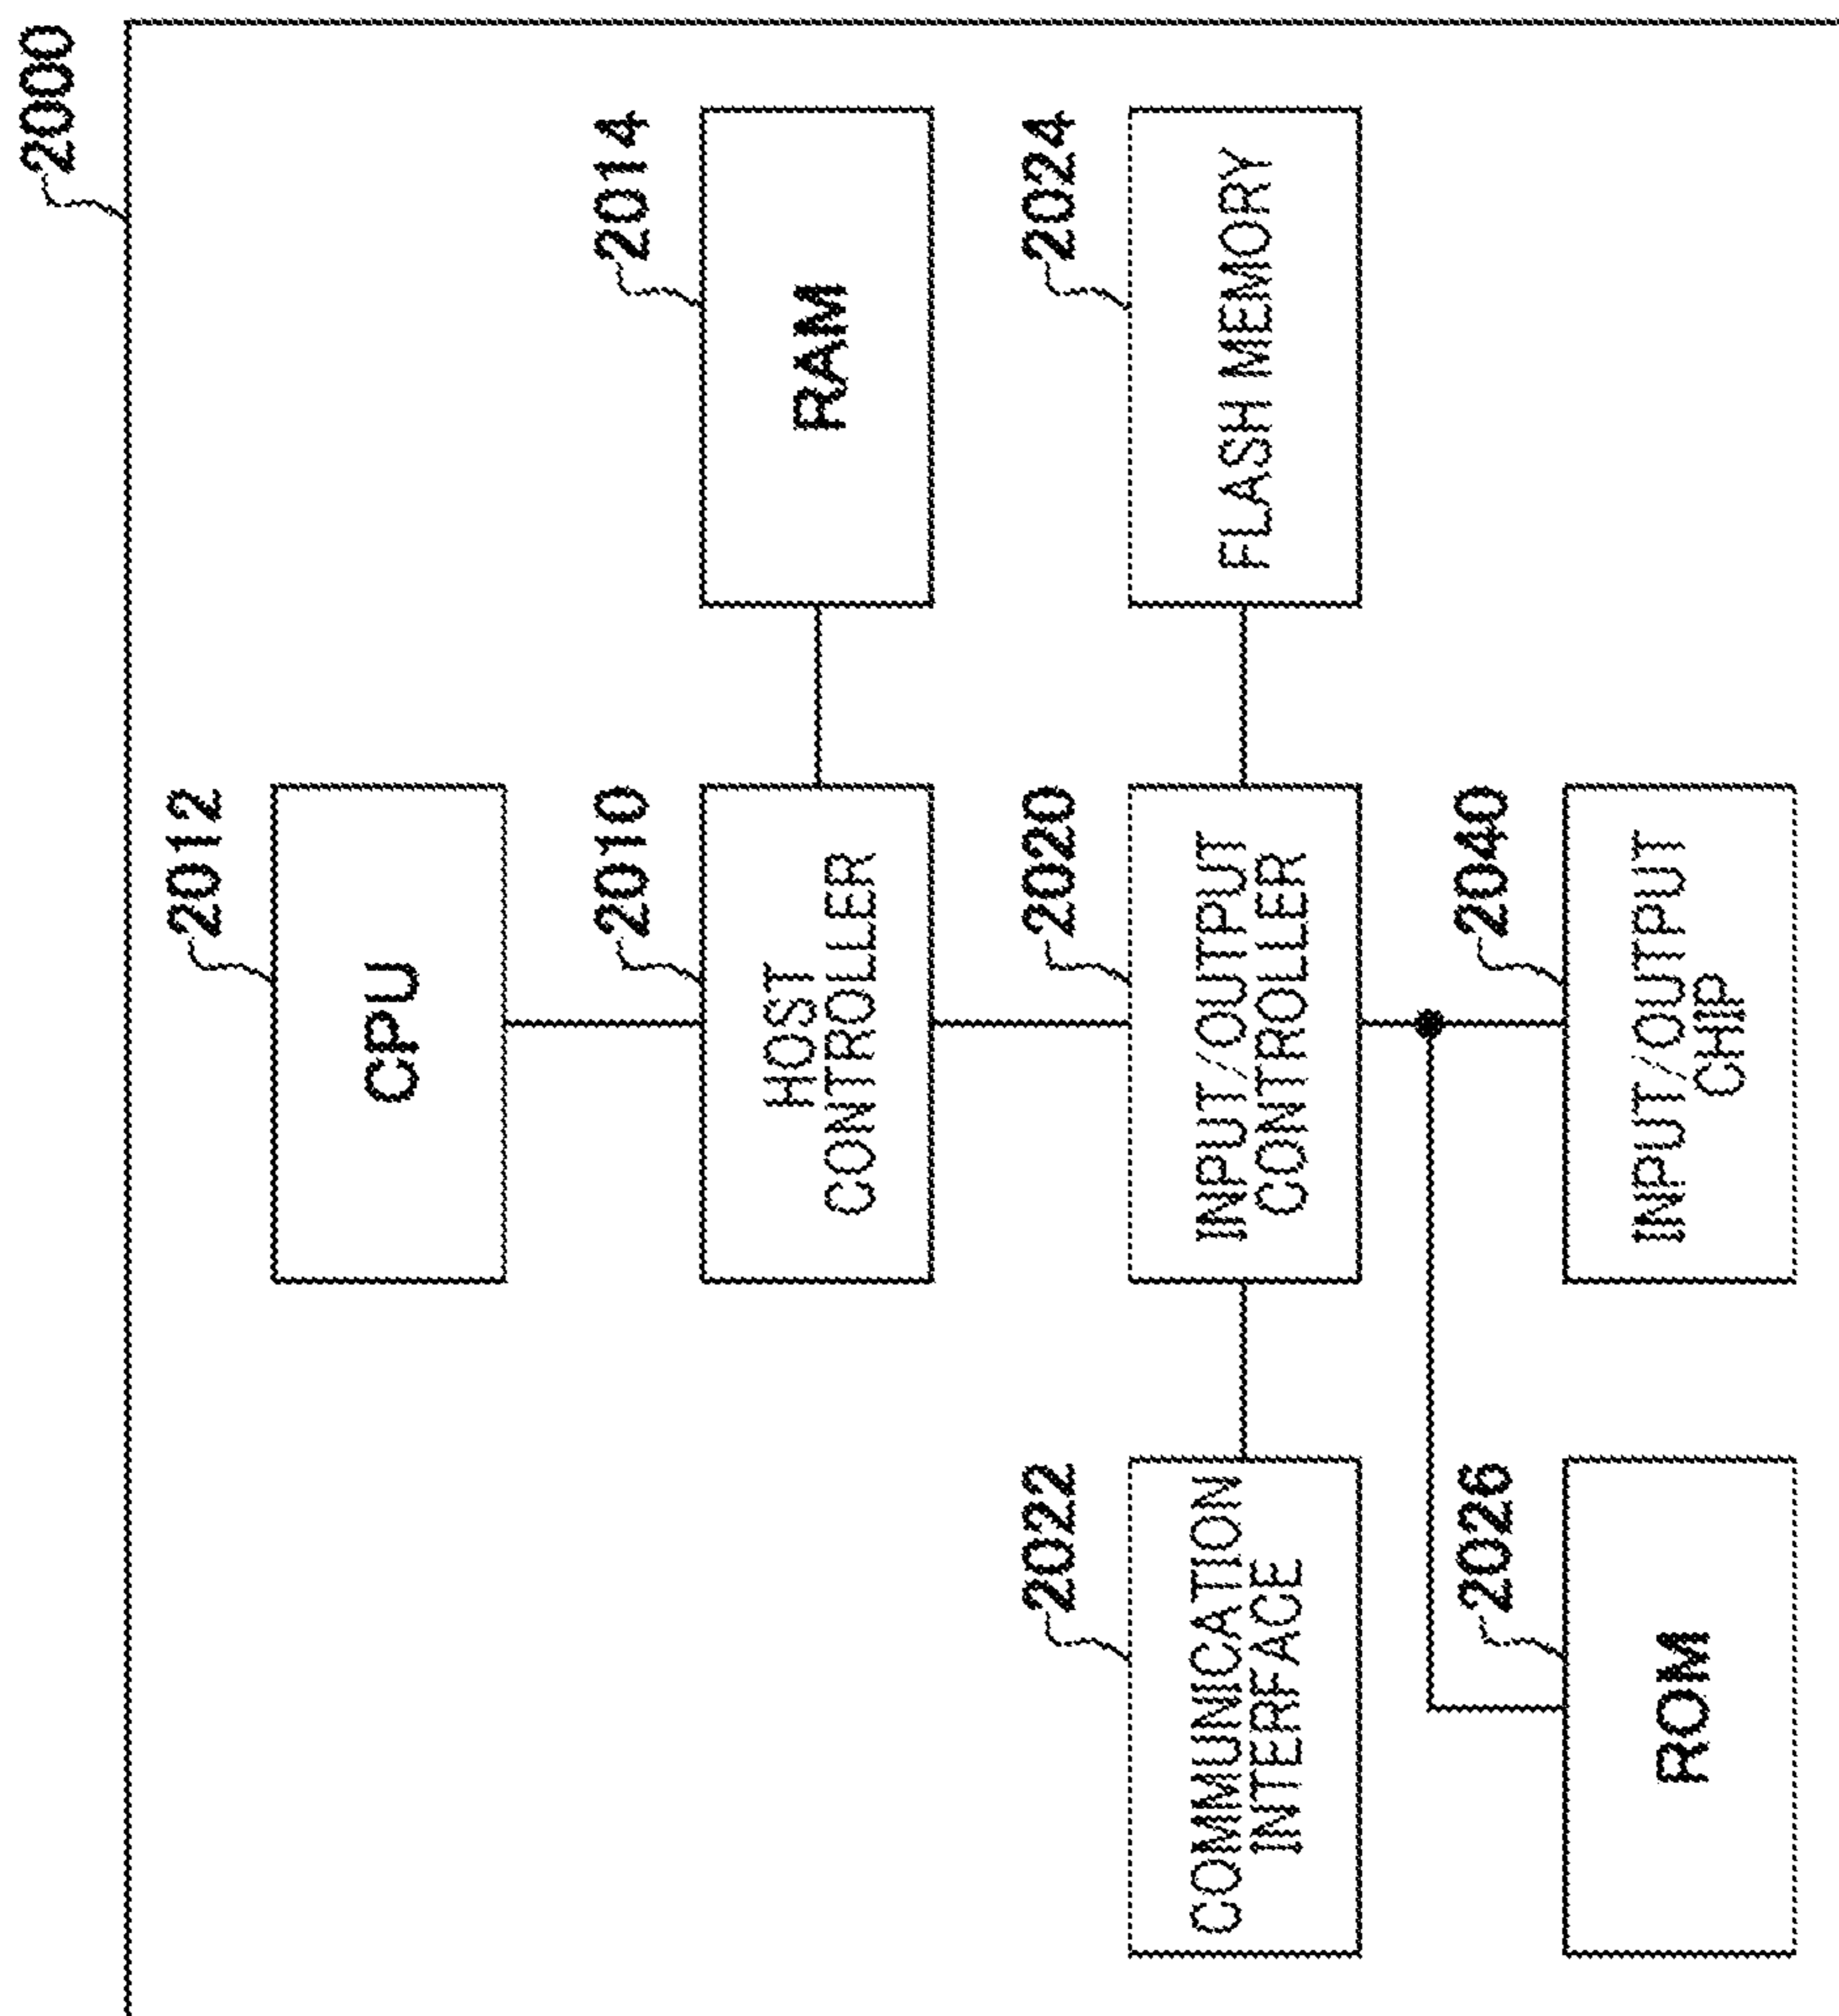 2000
2012
CPU
2010
HOST
CONTROLLER
2014
RAM
2022
COMMUNICATION
INTERFACE
2020
INPUT/OUTPUT
CONTROLLER
2024
FLASH MEMORY
2026
ROM
2040
INPUT/OUTPUT
CHIP